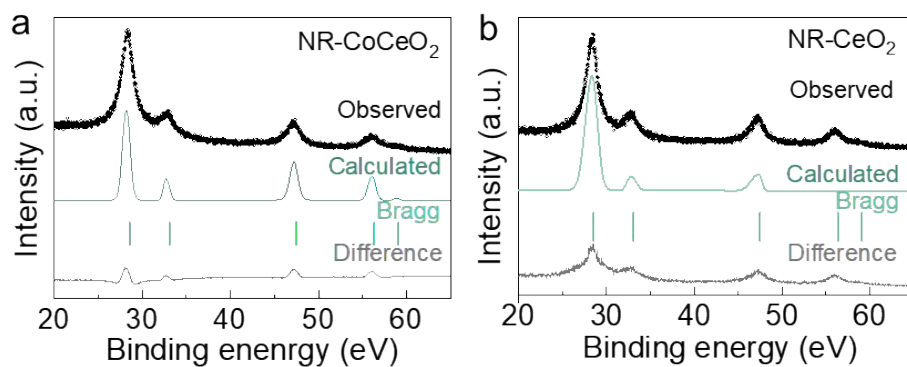 a
NR-CoCeO2
Observed
Calculated
Bragg
Difference
Intensity (a.u.)
20 30 40 50 60
Binding enenrgy (eV)
b
NR-CeO2
Observed
Calculated
Bragg
Difference
Intensity (a.u.)
20 30 40 50 60
Binding energy (eV)